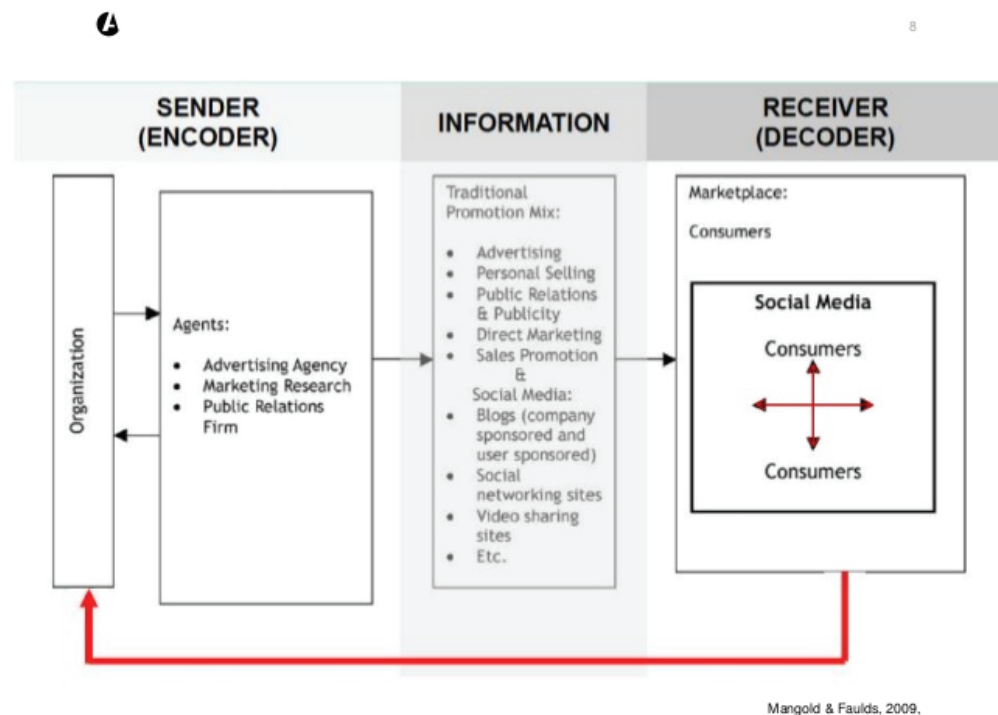 8
SENDER
(ENCODER)
INFORMATION
RECEIVER
(DECODER)
Organization
Agents:
• Advertising Agency
• Marketing Research
• Public Relations
Firm
Traditional
Promotion Mix:
• Advertising
• Personal Selling
• Public Relations
& Publicity
• Direct Marketing
• Sales Promotion
&
Social Media:
• Blogs (company
sponsored and
user sponsored)
• Social
networking sites
• Video sharing
sites
• Etc.
Marketplace:
Consumers
Social Media
Consumers
Consumers
Mangold & Faulds, 2009,